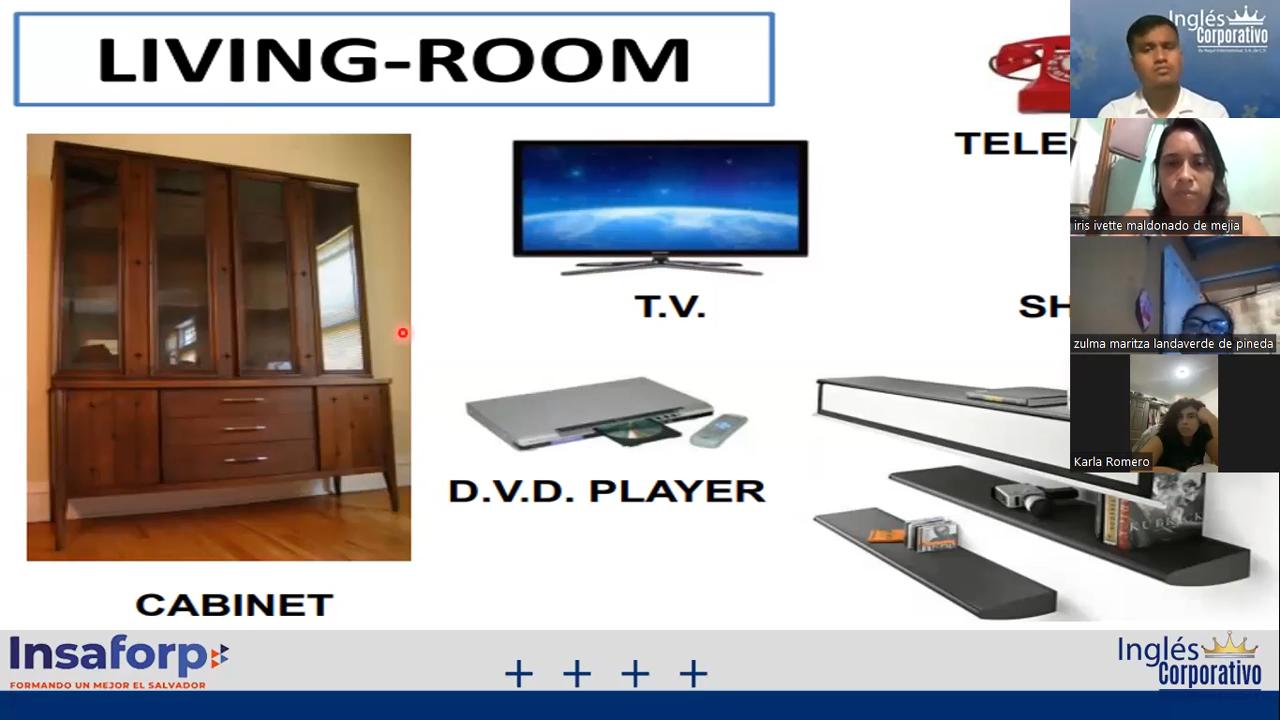 LIVING-ROOM
TELE
T.V.
SH
D.V.D. PLAYER
CABINET
KUBRICK
Insaforp
FORMANDO UN MEJOR EL SALVADOR
Inglés
Corporativo
Inglés
Corporativo
iris ivette maldonado de mejia
zulma maritza landaverde de pineda
Karla Romero